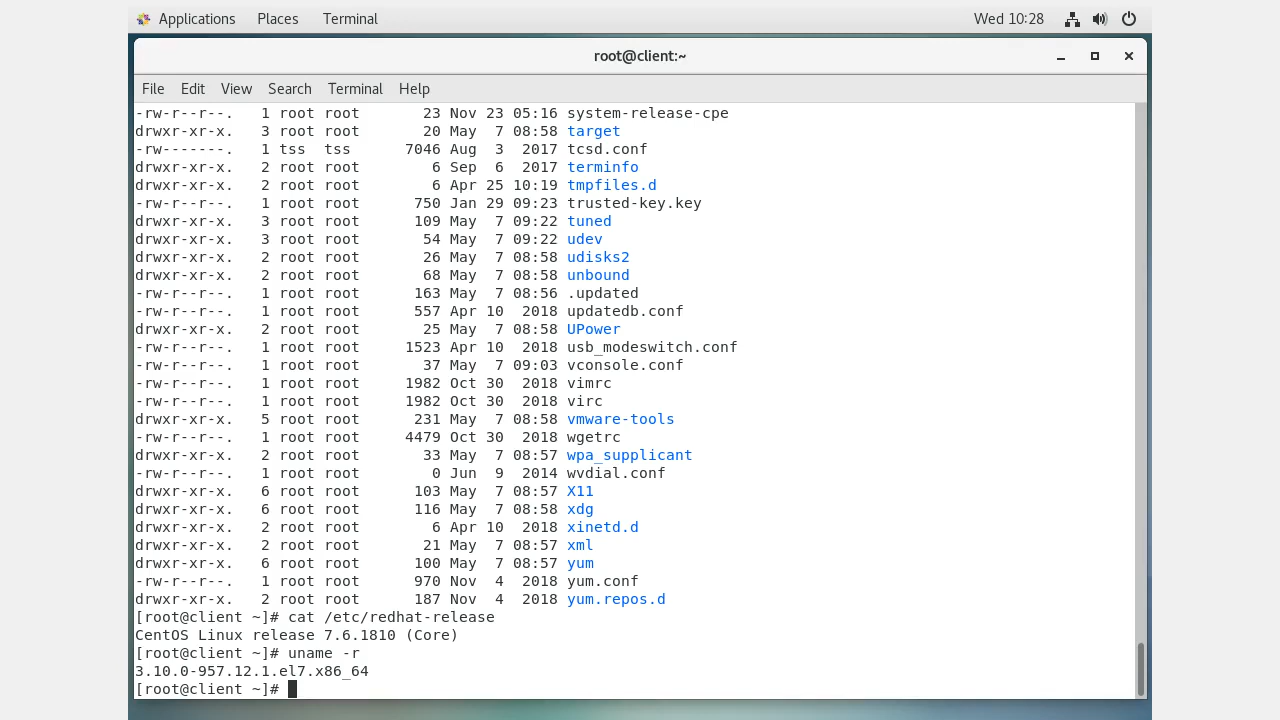 Applications Places Terminal Wed 10:28
root@client:~
File Edit View Search Terminal Help
-rw-r--r--.   1 root root       23 Nov 23 05:16 system-release-cpe
drwxr-xr-x.   3 root root       20 May  7 08:58 target
-rw-------.   1 tss  tss      7046 Aug  3  2017 tcsd.conf
drwxr-xr-x.   2 root root        6 Sep  6  2017 terminfo
drwxr-xr-x.   2 root root        6 Apr 25 10:19 tmpfiles.d
-rw-r--r--.   1 root root      750 Jan 29 09:23 trusted-key.key
drwxr-xr-x.   3 root root      109 May  7 09:22 tuned
drwxr-xr-x.   3 root root       54 May  7 09:22 udev
drwxr-xr-x.   2 root root       26 May  7 08:58 udisks2
drwxr-xr-x.   2 root root       68 May  7 08:58 unbound
-rw-r--r--.   1 root root      163 May  7 08:56 .updated
-rw-r--r--.   1 root root      557 Apr 10  2018 updatedb.conf
drwxr-xr-x.   2 root root       25 May  7 08:58 UPower
-rw-r--r--.   1 root root     1523 Apr 10  2018 usb_modeswitch.conf
-rw-r--r--.   1 root root       37 May  7 09:03 vconsole.conf
-rw-r--r--.   1 root root     1982 Oct 30  2018 vimrc
-rw-r--r--.   1 root root     1982 Oct 30  2018 virc
drwxr-xr-x.   5 root root      231 May  7 08:58 vmware-tools
-rw-r--r--.   1 root root     4479 Oct 30  2018 wgetrc
drwxr-xr-x.   2 root root       33 May  7 08:57 wpa_supplicant
-rw-r--r--.   1 root root        0 Jun  9  2014 wvdial.conf
drwxr-xr-x.   6 root root      103 May  7 08:57 X11
drwxr-xr-x.   6 root root      116 May  7 08:58 xdg
drwxr-xr-x.   2 root root        6 Apr 10  2018 xinetd.d
drwxr-xr-x.   2 root root       21 May  7 08:57 xml
drwxr-xr-x.   6 root root      100 May  7 08:57 yum
-rw-r--r--.   1 root root      970 Nov  4  2018 yum.conf
drwxr-xr-x.   2 root root      187 Nov  4  2018 yum.repos.d
[root@client ~]# cat /etc/redhat-release
CentOS Linux release 7.6.1810 (Core)
[root@client ~]# uname -r
3.10.0-957.12.1.el7.x86_64
[root@client ~]#